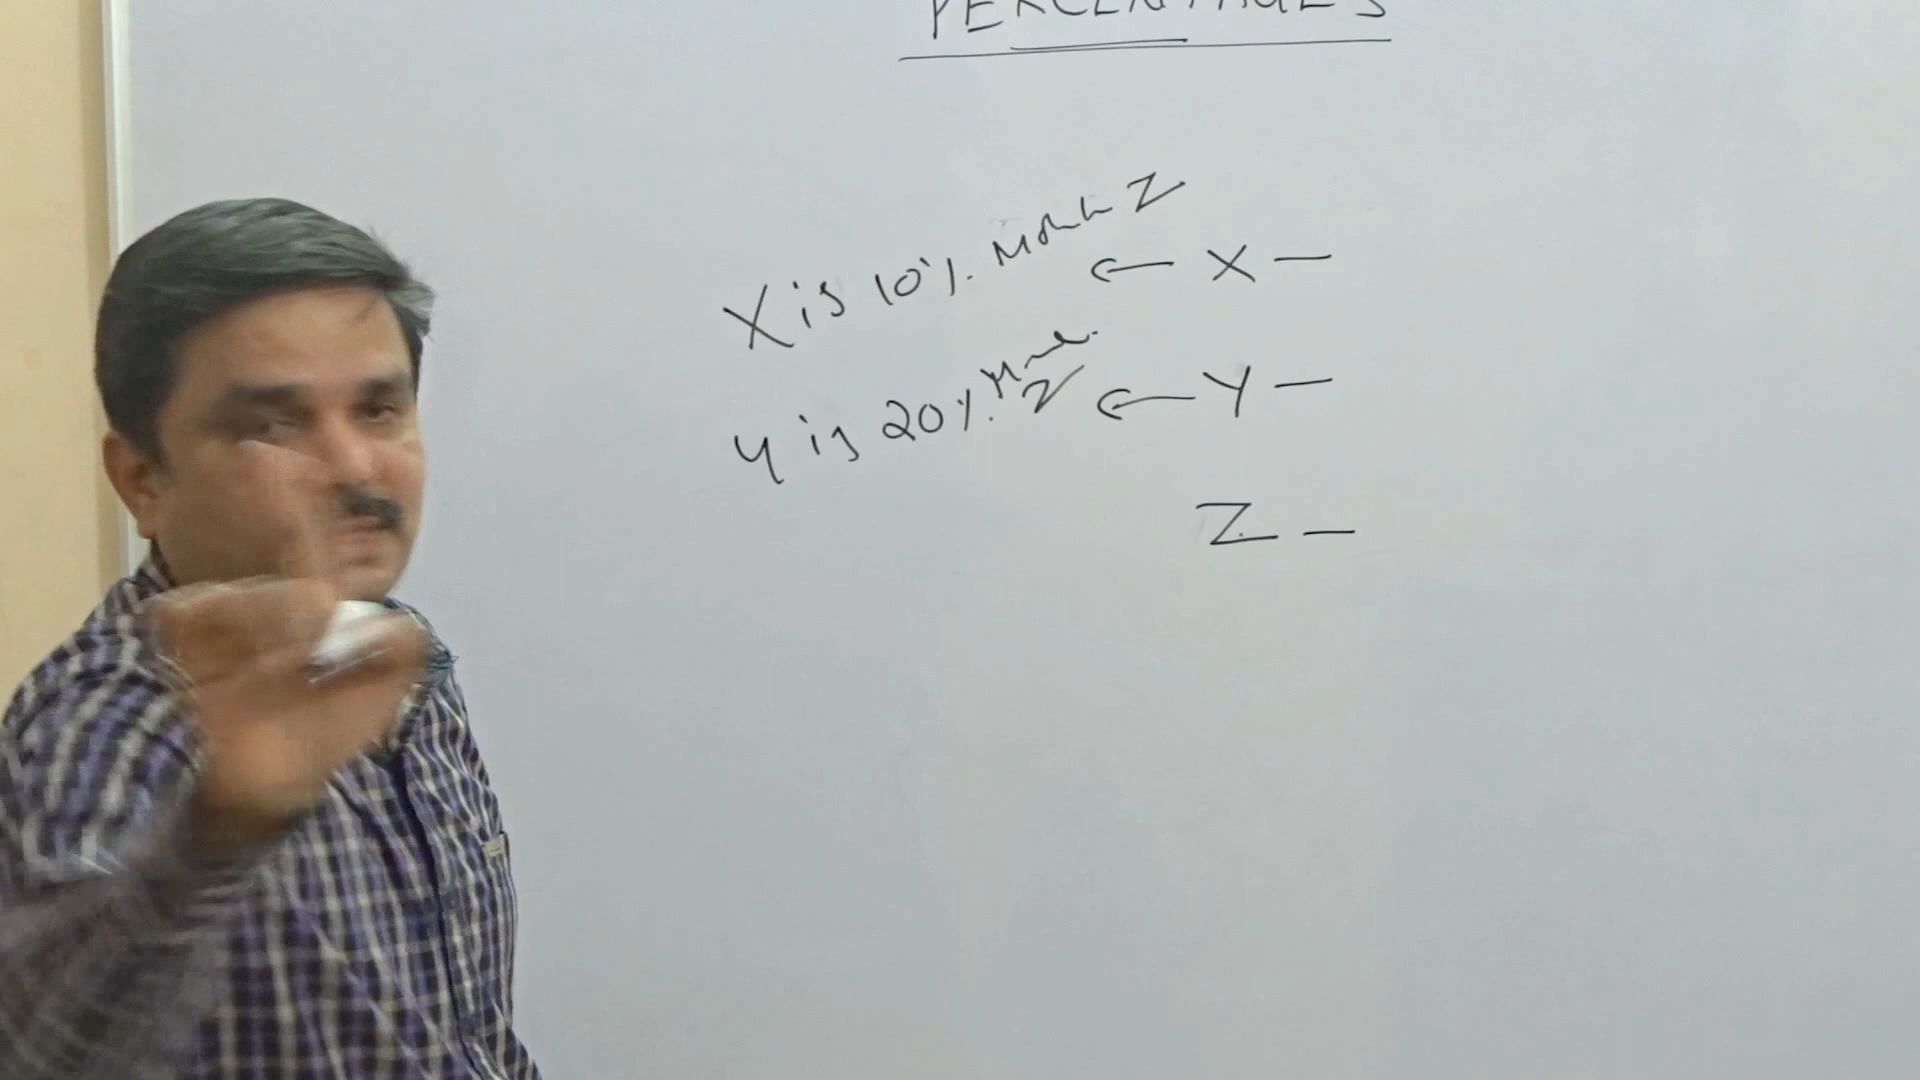 PERCENTAGES
X is 10%. More Z
X —
y is 20%. More Z
Y —
Z —